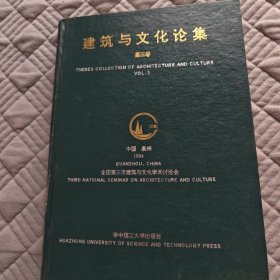 建筑与文化论集
第三卷
THESES COLLECTION OF ARCHITECTURE AND CULTURE
VOL.3
中国 泉州
1994
QUANZHOU, CHINA
全国第三次建筑与文化学术讨论会
THIRD NATIONAL SEMINAR ON ARCHITECTURE AND CULTURE
华中理工大学出版社
HUAZHONG UNIVERSITY OF SCIENCE AND TECHNOLOGY PRESS